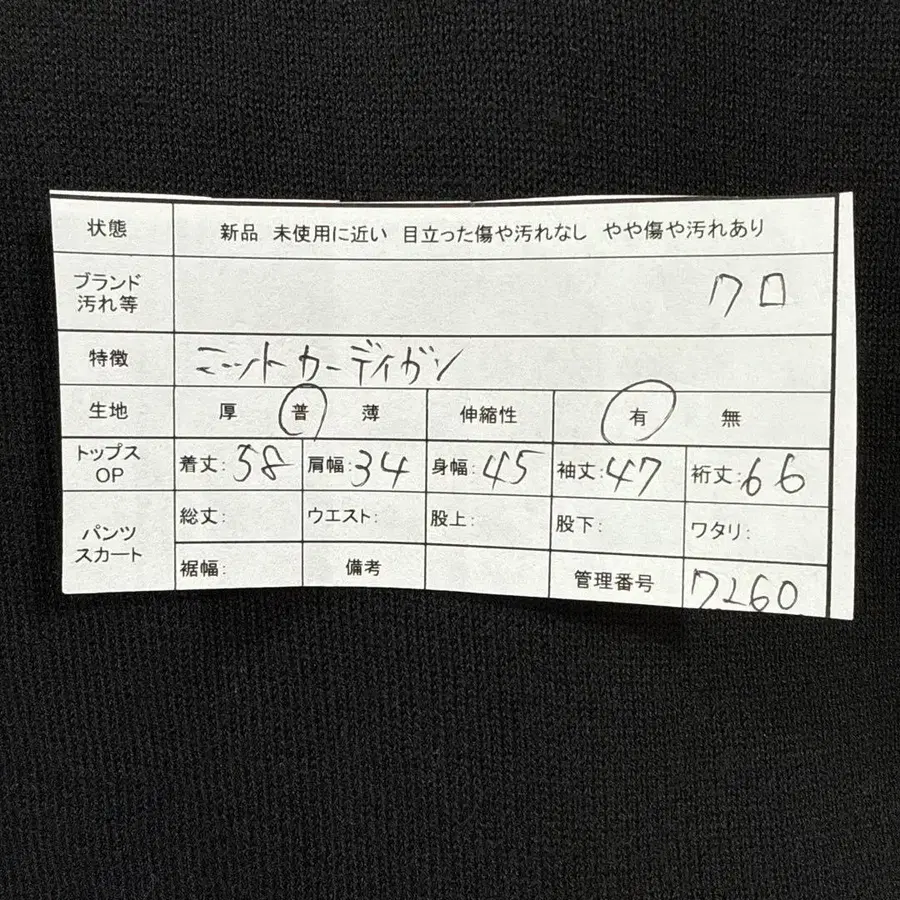 状態 新品 未使用に近い 目立った傷や汚れなし やや傷や汚れあり
ブランド
汚れ等 クロ
特徴 ニットカーディガン
生地 厚 普 薄 伸縮性 有 無
トップス
OP 着丈:58 肩幅:34 身幅:45 袖丈:47 裄丈:66
パンツ
スカート 総丈: ウエスト: 股上: 股下: ワタリ:
裾幅: 備考 管理番号 7260